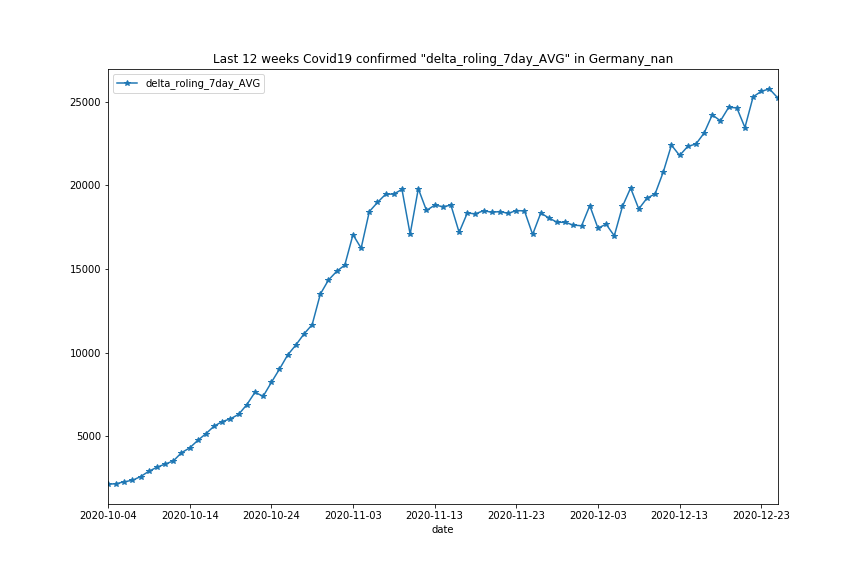 Last 12 weeks Covid19 confirmed "delta_roling_7day_AVG" in Germany_nan
delta_roling_7day_AVG
25000
20000
15000
10000
5000
2020-10-04 2020-10-14 2020-10-24 2020-11-03 2020-11-13 2020-11-23 2020-12-03 2020-12-13 2020-12-23
date